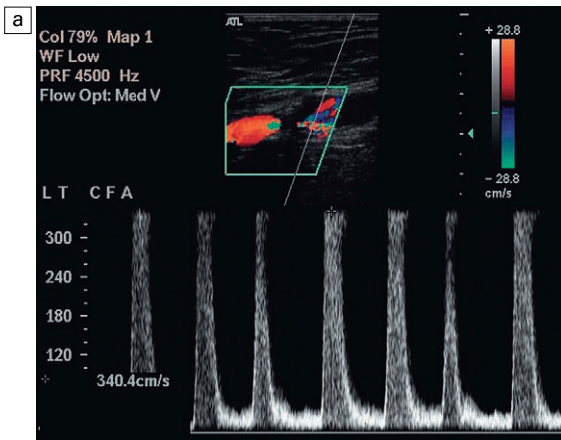 a
Col 79% Map 1
WF Low
PRF 4500 Hz
Flow Opt: Med V
ATL
+ 28.8
- 28.8
cm/s
LT CFA
300
240
180
120
340.4cm/s